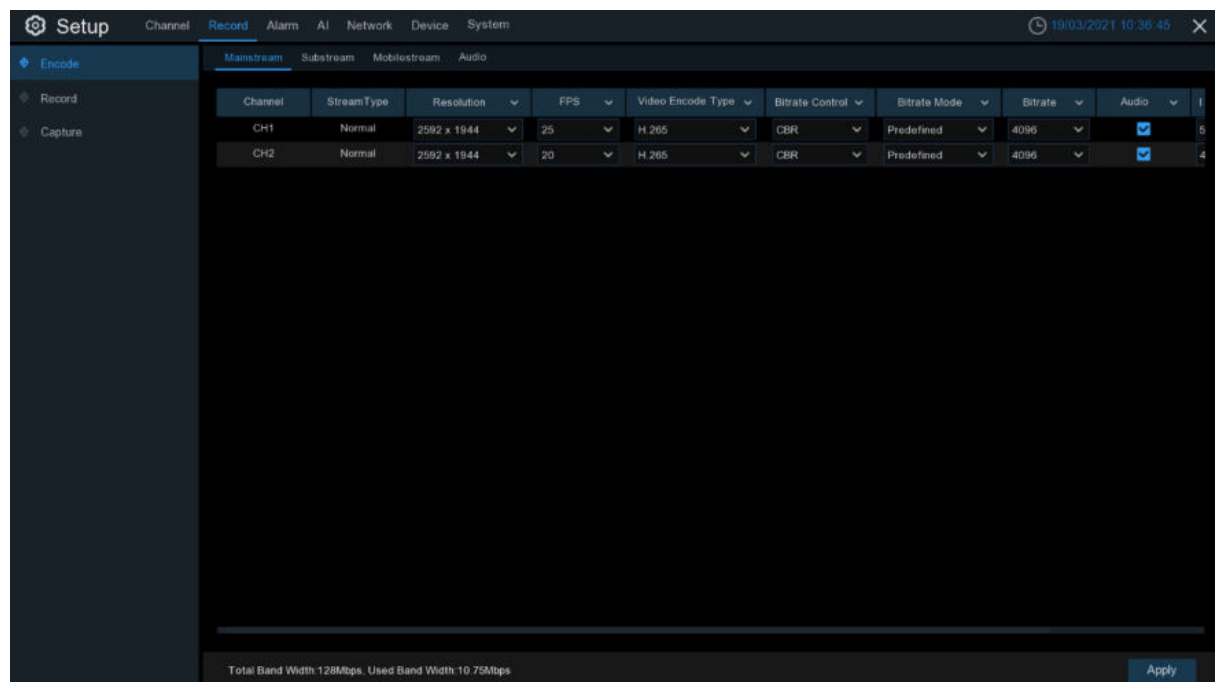 Setup Channel Record Alarm AI Network Device System 19/03/2021 10:36:45
Encode
Record
Capture
Mainstream Substream Mobilestream Audio
Channel StreamType Resolution FPS Video Encode Type Bitrate Control Bitrate Mode Bitrate Audio I
CH1 Normal 2592 x 1944 25 H.265 CBR Predefined 4096 5
CH2 Normal 2592 x 1944 20 H.265 CBR Predefined 4096 4
Total Band Width:128Mbps, Used Band Width:10.75Mbps
Apply